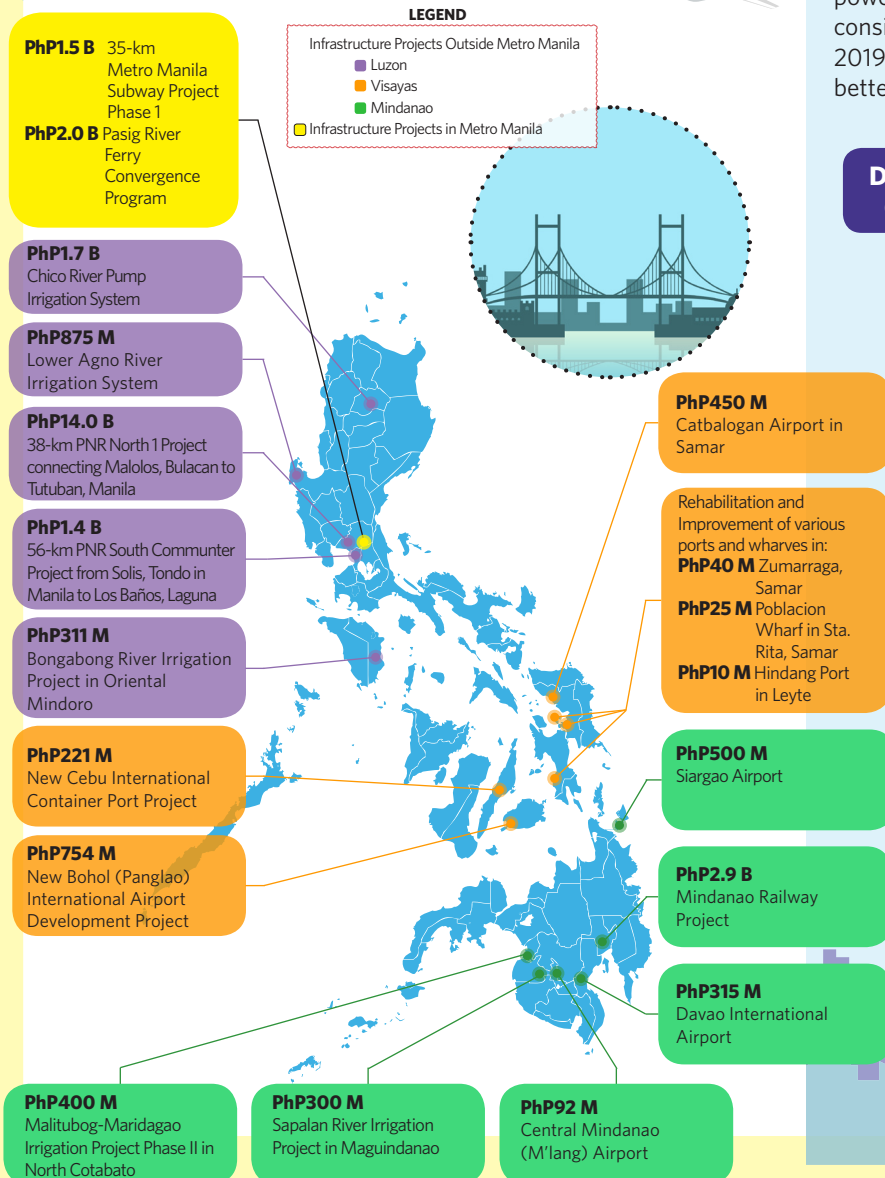 LEGEND
Infrastructure Projects Outside Metro Manila
Luzon
Visayas
Mindanao
Infrastructure Projects in Metro Manila
PhP1.5 B 35-km
Metro Manila
Subway Project
Phase 1
PhP2.0 B Pasig River
Ferry
Convergence
Program
PhP1.7 B
Chico River Pump
Irrigation System
PhP875 M
Lower Agno River
Irrigation System
PhP14.0 B
38-km PNR North 1 Project
connecting Malolos, Bulacan to
Tutuban, Manila
PhP1.4 B
56-km PNR South Communter
Project from Solis, Tondo in
Manila to Los Baños, Laguna
PhP311 M
Bongabong River Irrigation
Project in Oriental
Mindoro
PhP221 M
New Cebu International
Container Port Project
PhP754 M
New Bohol (Panglao)
International Airport
Development Project
PhP450 M
Catbalogan Airport in
Samar
Rehabilitation and
Improvement of various
ports and wharves in:
PhP40 M Zumarraga,
Samar
PhP25 M Poblacion
Wharf in Sta.
Rita, Samar
PhP10 M Hindang Port
in Leyte
PhP500 M
Siargao Airport
PhP2.9 B
Mindanao Railway
Project
PhP315 M
Davao International
Airport
PhP400 M
Malitubog-Maridagao
Irrigation Project Phase II in
North Cotabato
PhP300 M
Sapalan River Irrigation
Project in Maguindanao
PhP92 M
Central Mindanao
(M'lang) Airport
2019